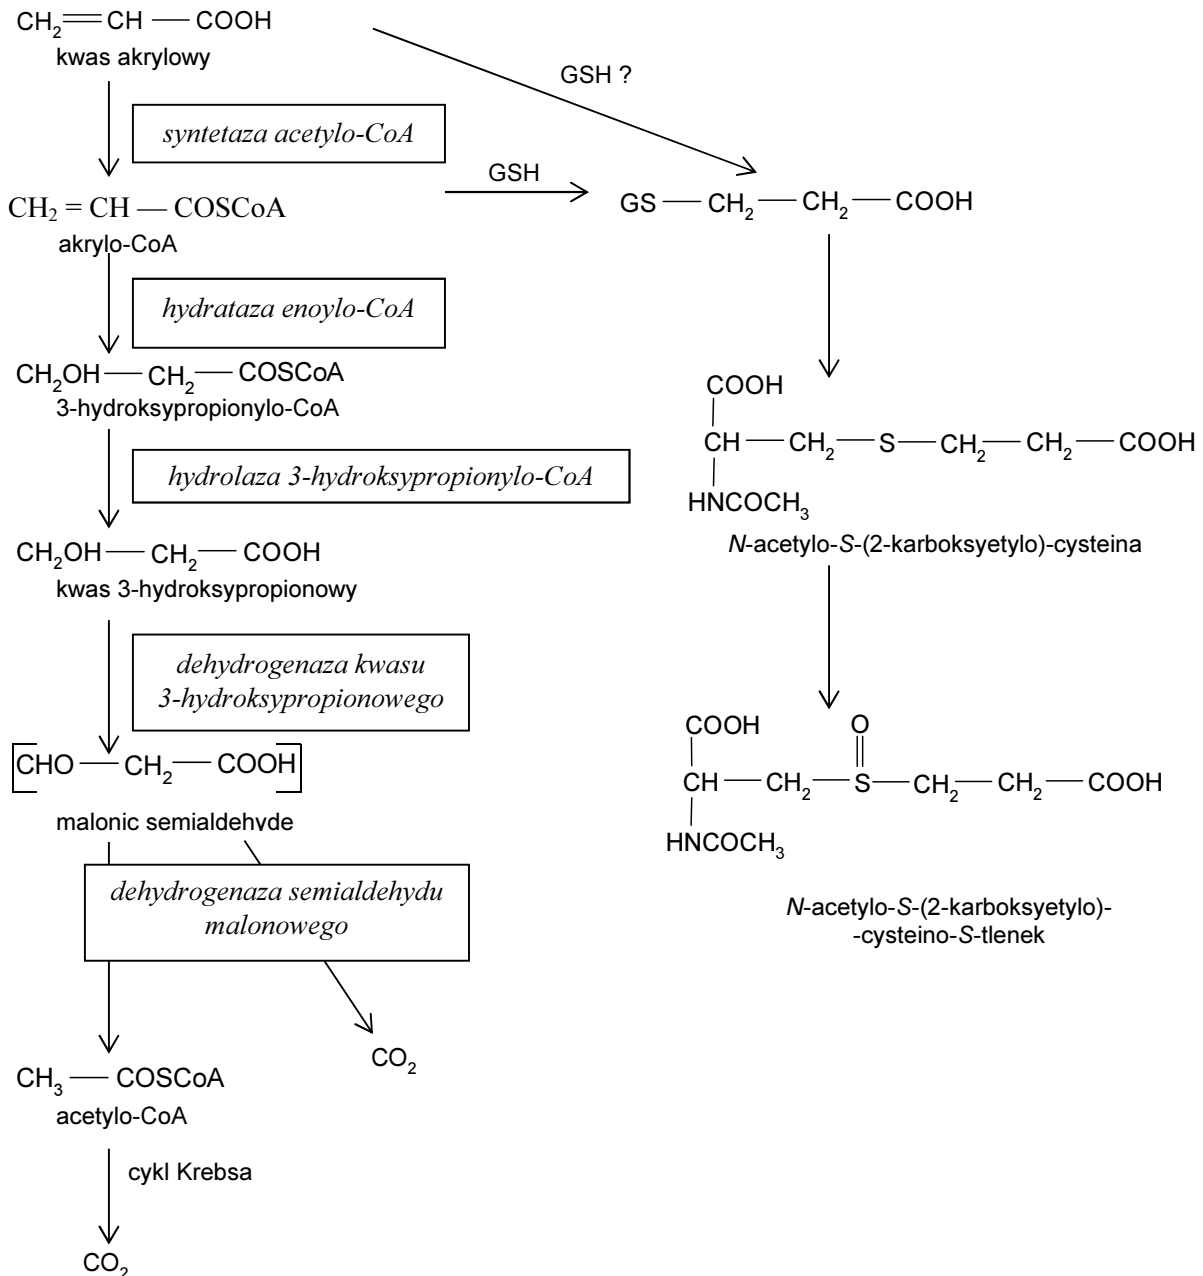 CH2=CH — COOH
kwas akrylowy
GSH ?
syntetaza acetylo-CoA
GSH
GS — CH2 — CH2 — COOH
CH2 = CH — COSCoA
akrylo-CoA
hydrataza enoylo-CoA
CH2OH — CH2 — COSCoA
3-hydroksypropionylo-CoA
hydrolaza 3-hydroksypropionylo-CoA
COOH
CH — CH2 — S — CH2 — CH2 — COOH
HNCOCH3
N-acetylo-S-(2-karboksyetylo)-cysteina
CH2OH — CH2 — COOH
kwas 3-hydroksypropionowy
dehydrogenaza kwasu
3-hydroksypropionowego
[CHO — CH2 — COOH]
malonic semialdehyde
COOH
O
CH — CH2 — S — CH2 — CH2 — COOH
HNCOCH3
N-acetylo-S-(2-karboksyetylo)-
-cysteino-S-tlenek
dehydrogenaza semialdehydu
malonowego
CO2
CH3 — COSCoA
acetylo-CoA
cykl Krebsa
CO2